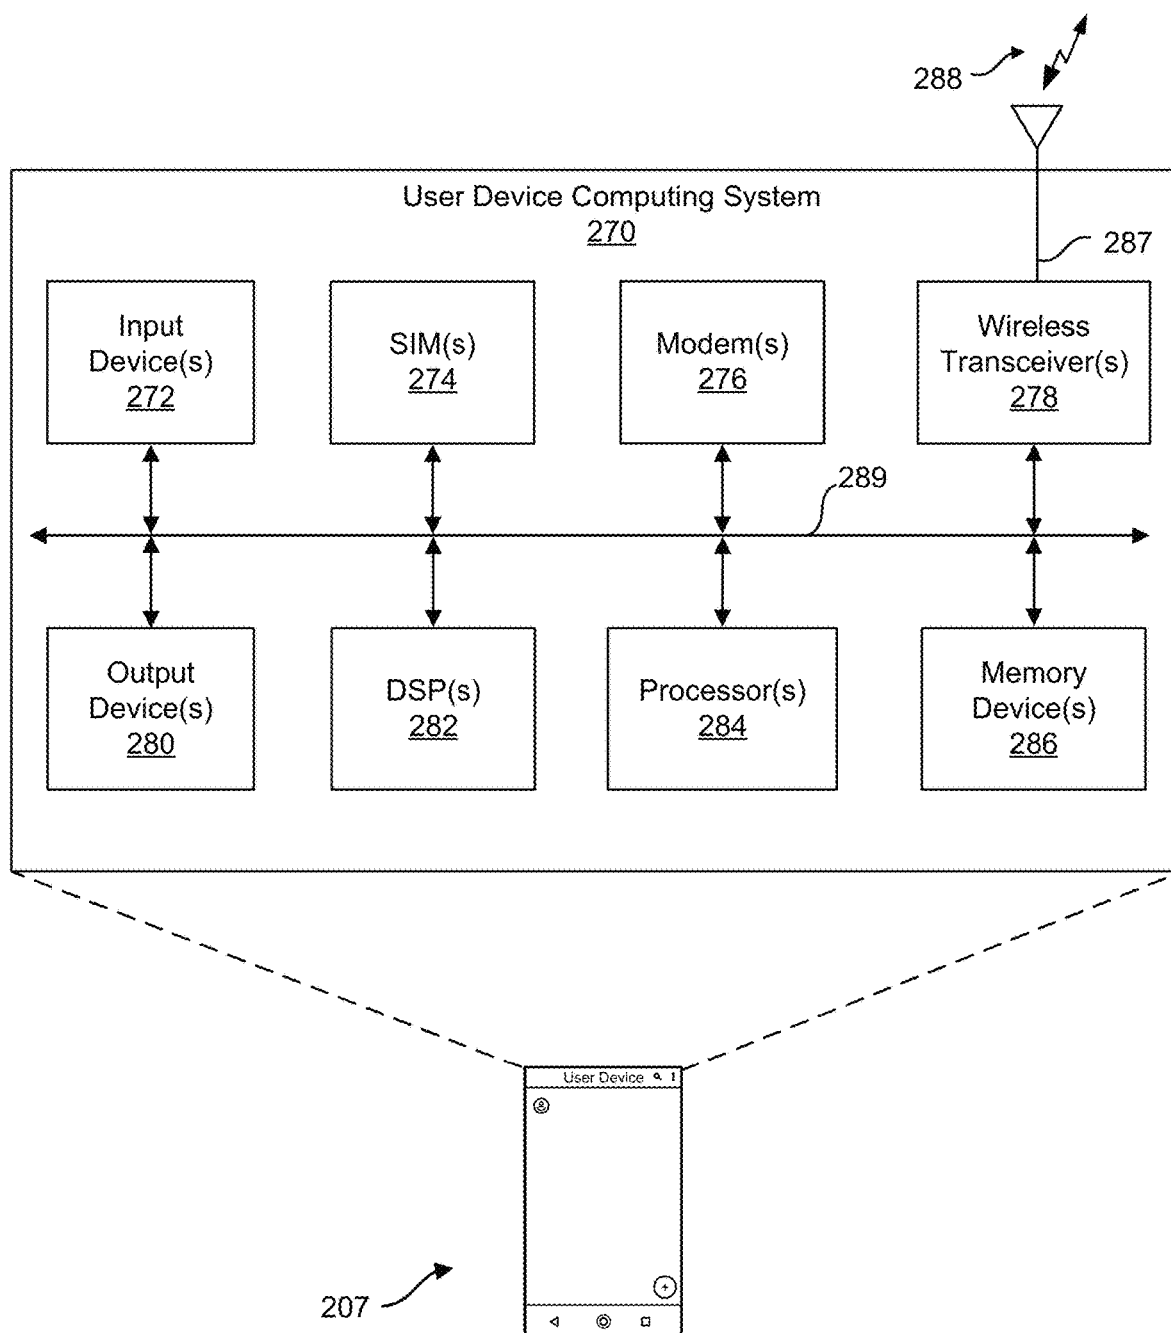 288
User Device Computing System
270
287
Input
Device(s)
272
SIM(s)
274
Modem(s)
276
Wireless
Transceiver(s)
278
289
Output
Device(s)
280
DSP(s)
282
Processor(s)
284
Memory
Device(s)
286
User Device
207